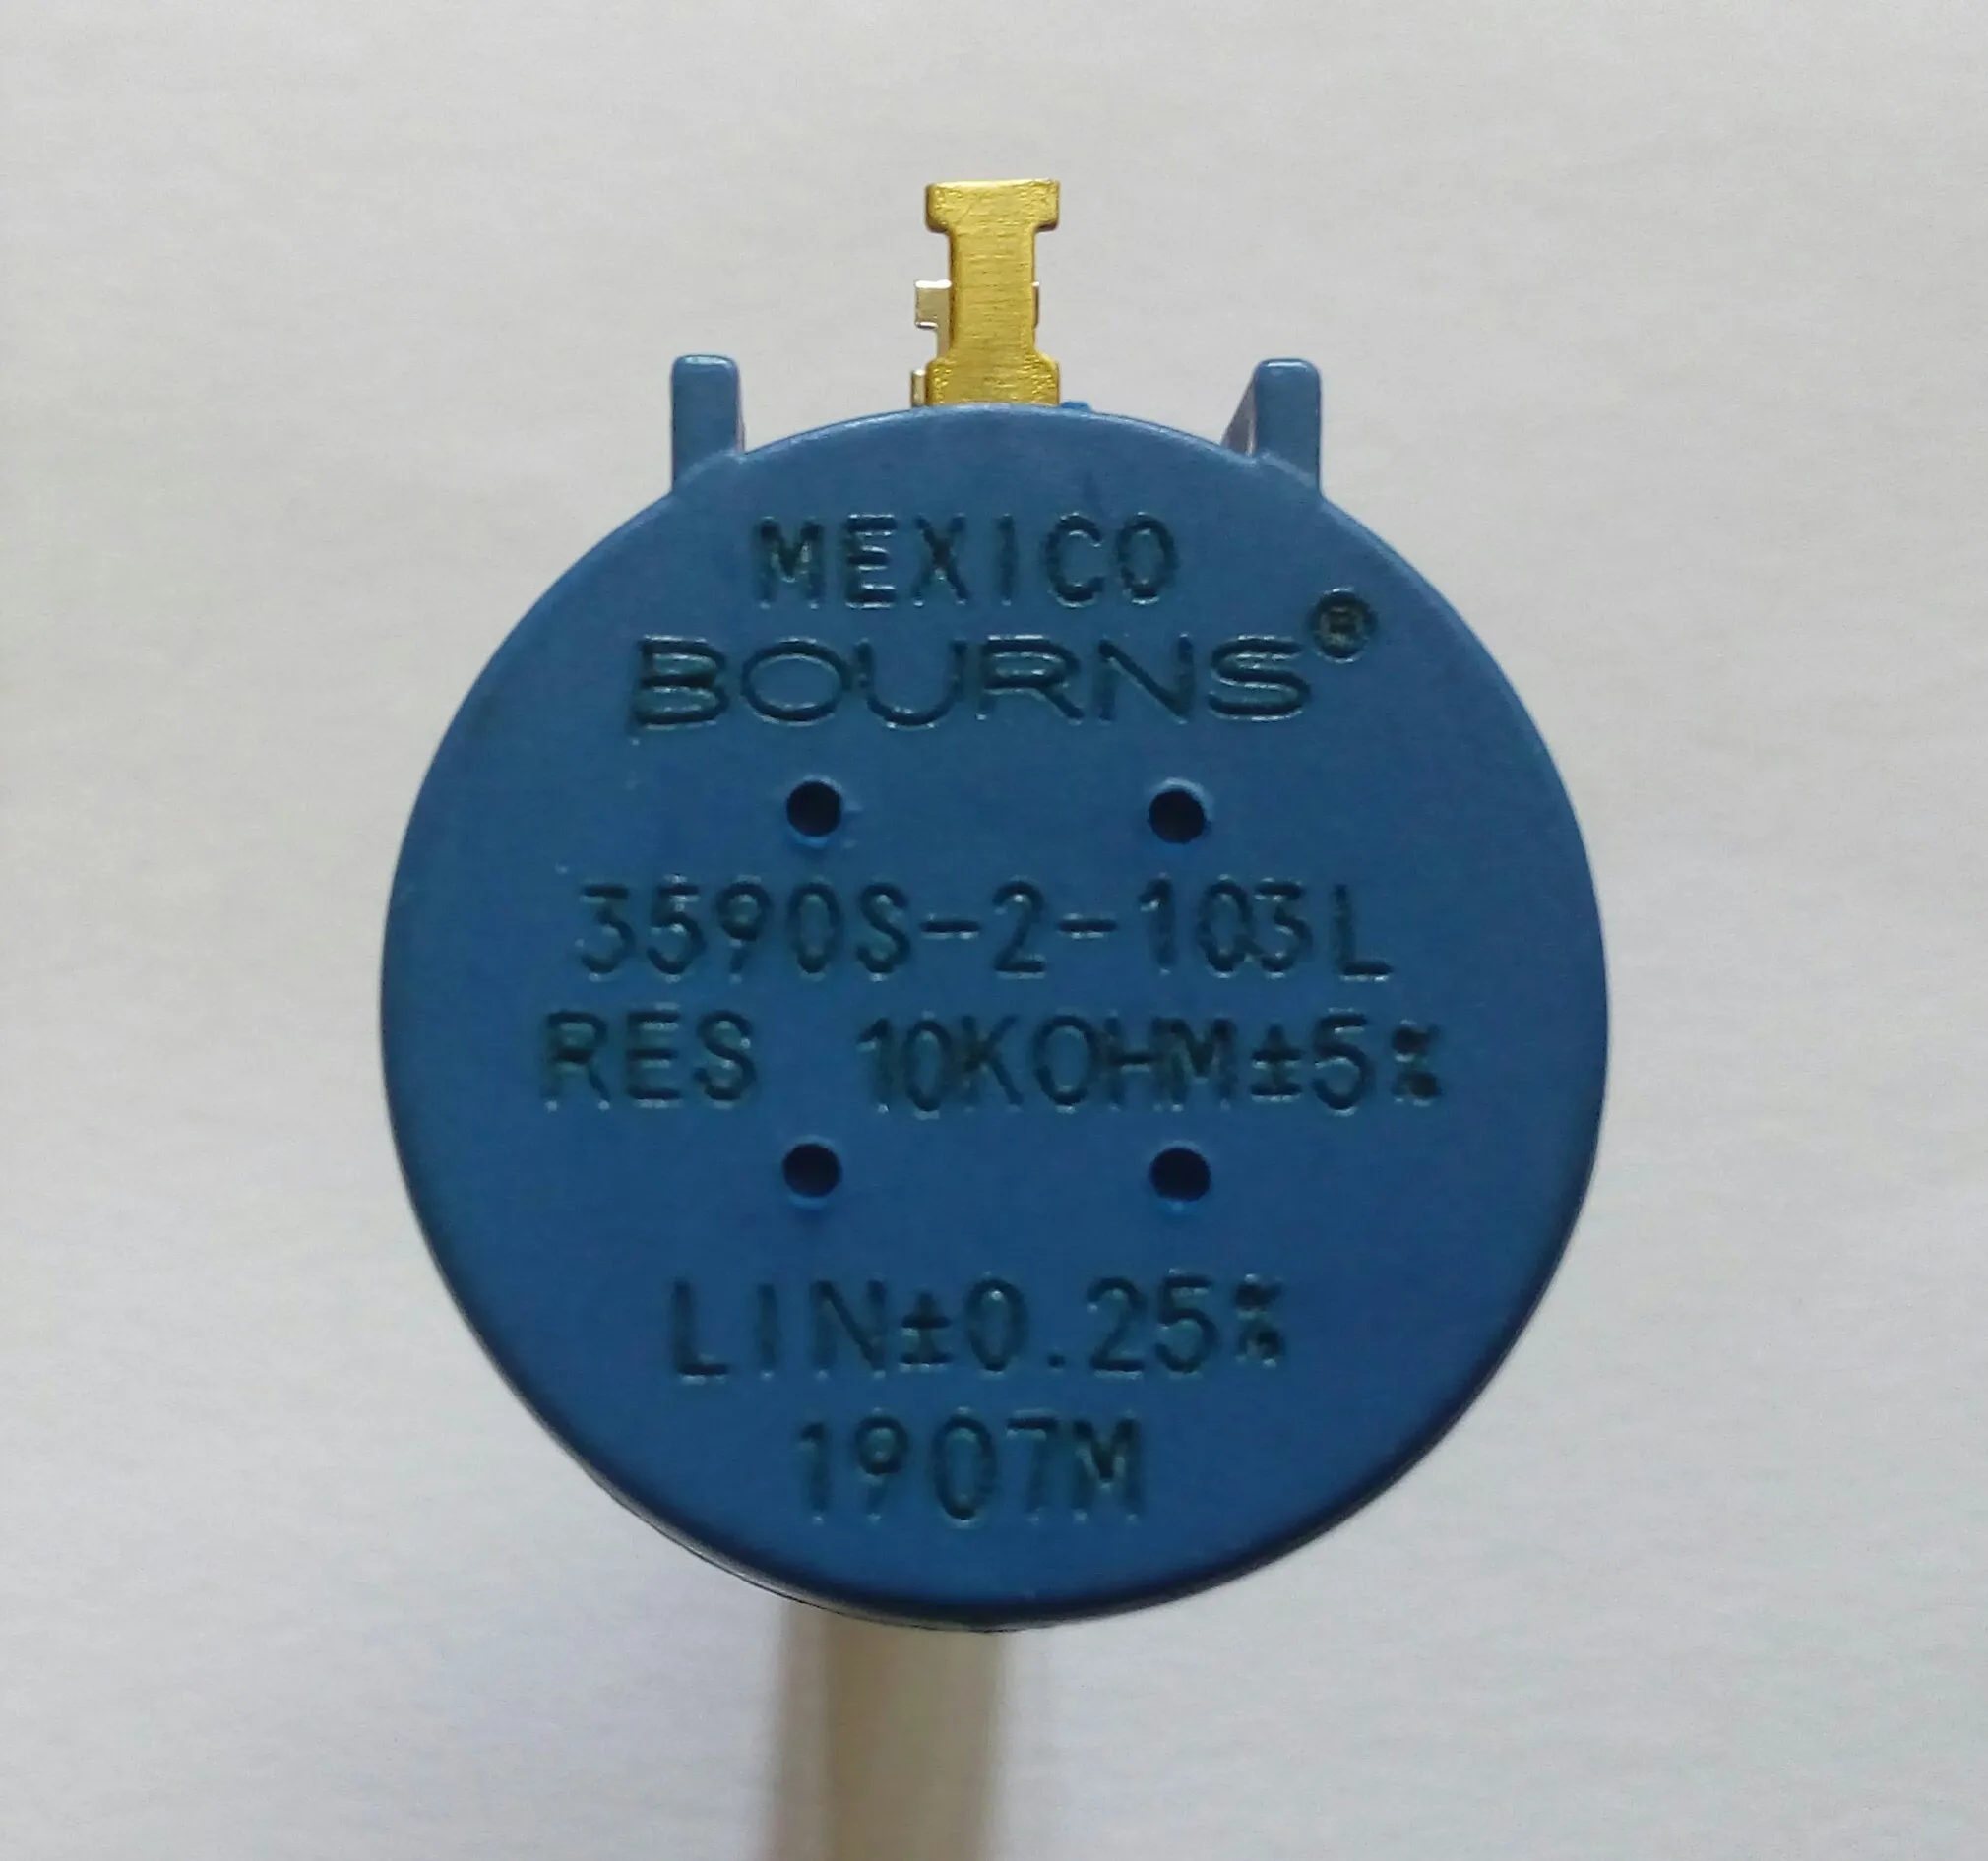 MEXICO
BOURNS®
3590S-2-103L
RES 10KOHM±5%
LIN±0.25%
1907M